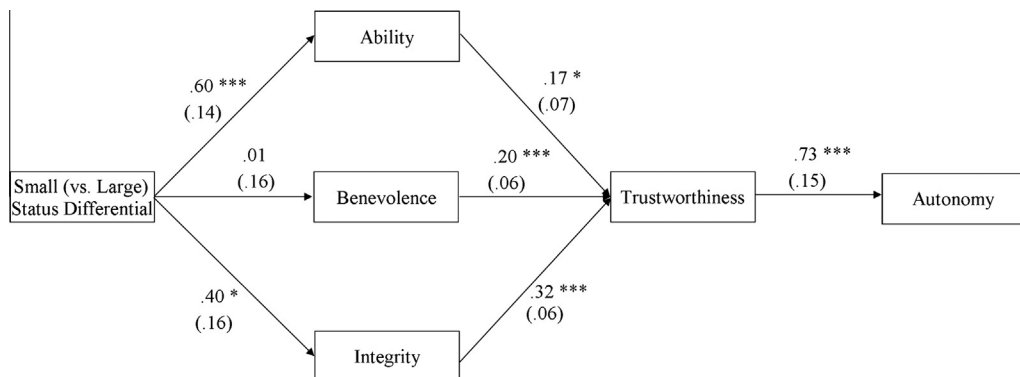 Ability
.60 ***
(.14)
.17 *
(.07)
.01
(.16)
.20 ***
(.06)
.73 ***
(.15)
Small (vs. Large)
Status Differential
Benevolence
Trustworthiness
Autonomy
.40 *
(.16)
.32 ***
(.06)
Integrity